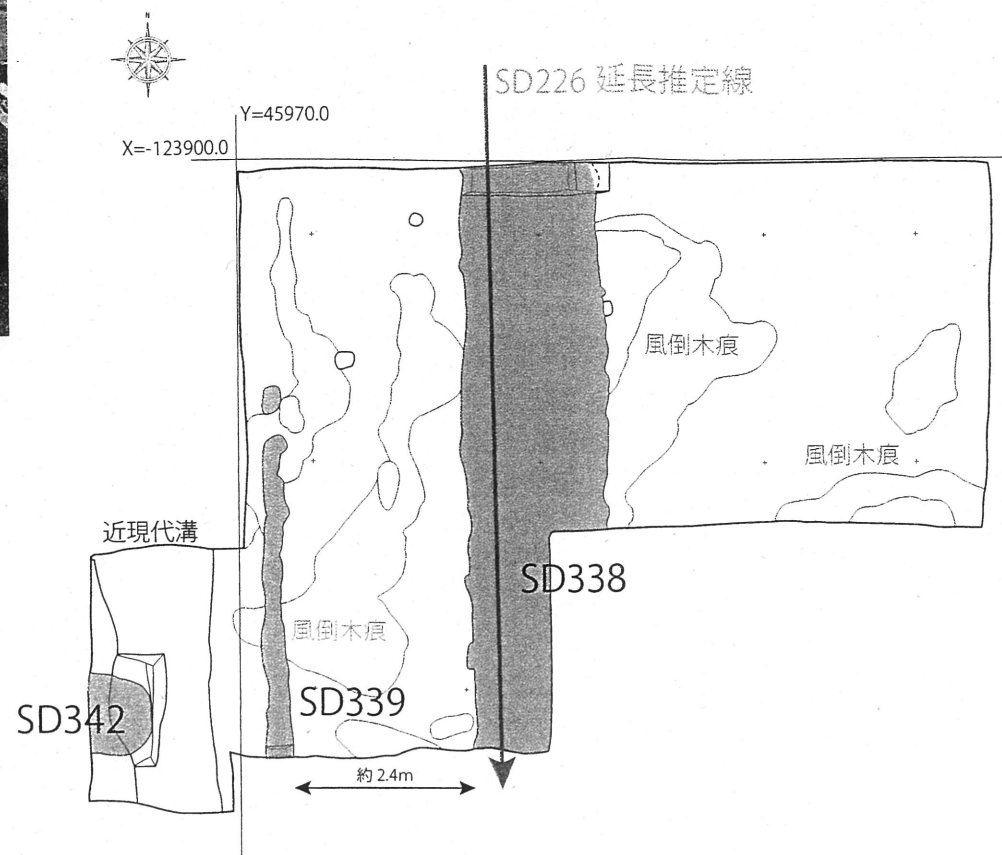 N
SD226 延長推定線
Y=45970.0
X=-123900.0
風倒木痕
風倒木痕
近現代溝
SD338
風倒木痕
SD339
SD342
約 2.4m